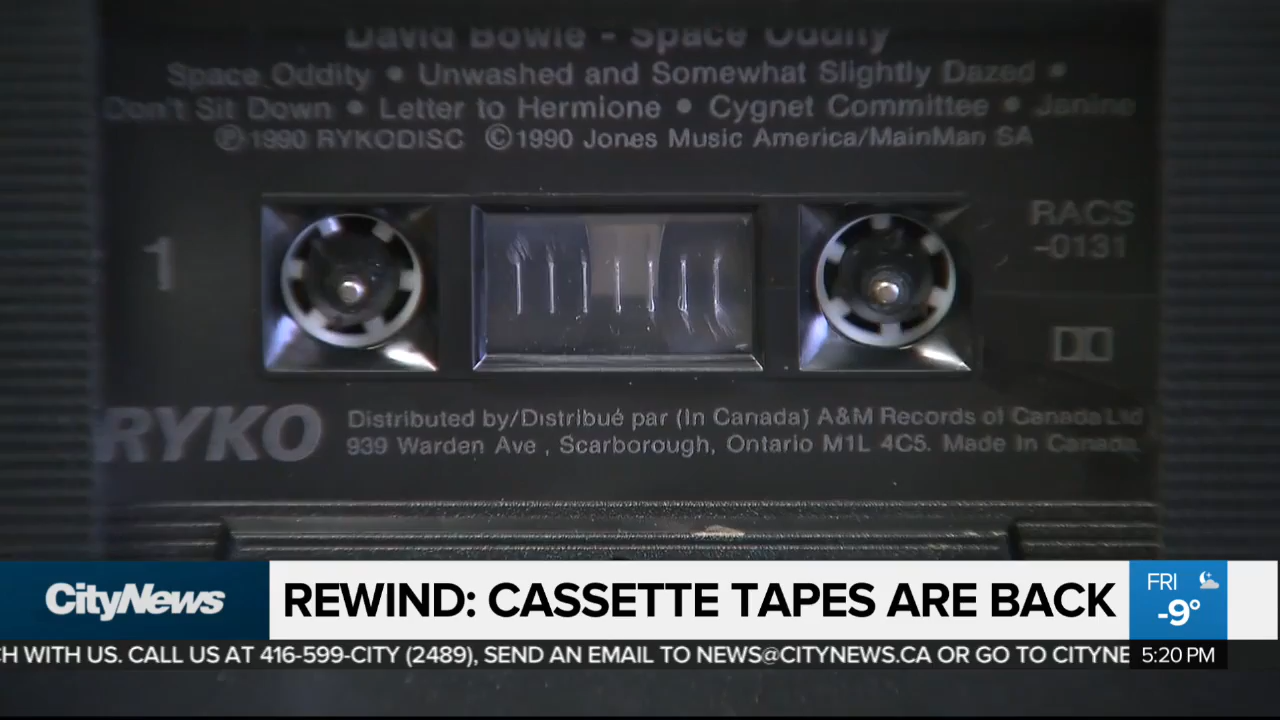 David Bowie - Space Oddity
Space Oddity • Unwashed and Somewhat Slightly Dazed •
Don't Sit Down • Letter to Hermione • Cygnet Committee • Janine
Ⓟ1990 RYKODISC ©1990 Jones Music America/MainMan SA
1
RACS
-0131
RYKO
Distributed by/Distribué par (In Canada) A&M Records of Canada Ltd
939 Warden Ave , Scarborough, Ontario M1L 4C5. Made In Canada
CityNews
REWIND: CASSETTE TAPES ARE BACK
FRI
-9°
H WITH US. CALL US AT 416-599-CITY (2489), SEND AN EMAIL TO NEWS@CITYNEWS.CA OR GO TO CITYNE
5:20 PM